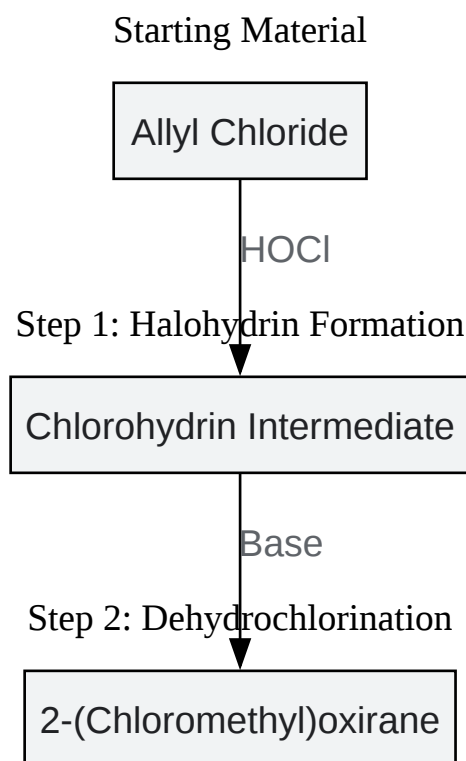 Starting Material
Allyl Chloride
HOCl
Step 1: Halohydrin Formation
Chlorohydrin Intermediate
Base
Step 2: Dehydrochlorination
2-(Chloromethyl)oxirane